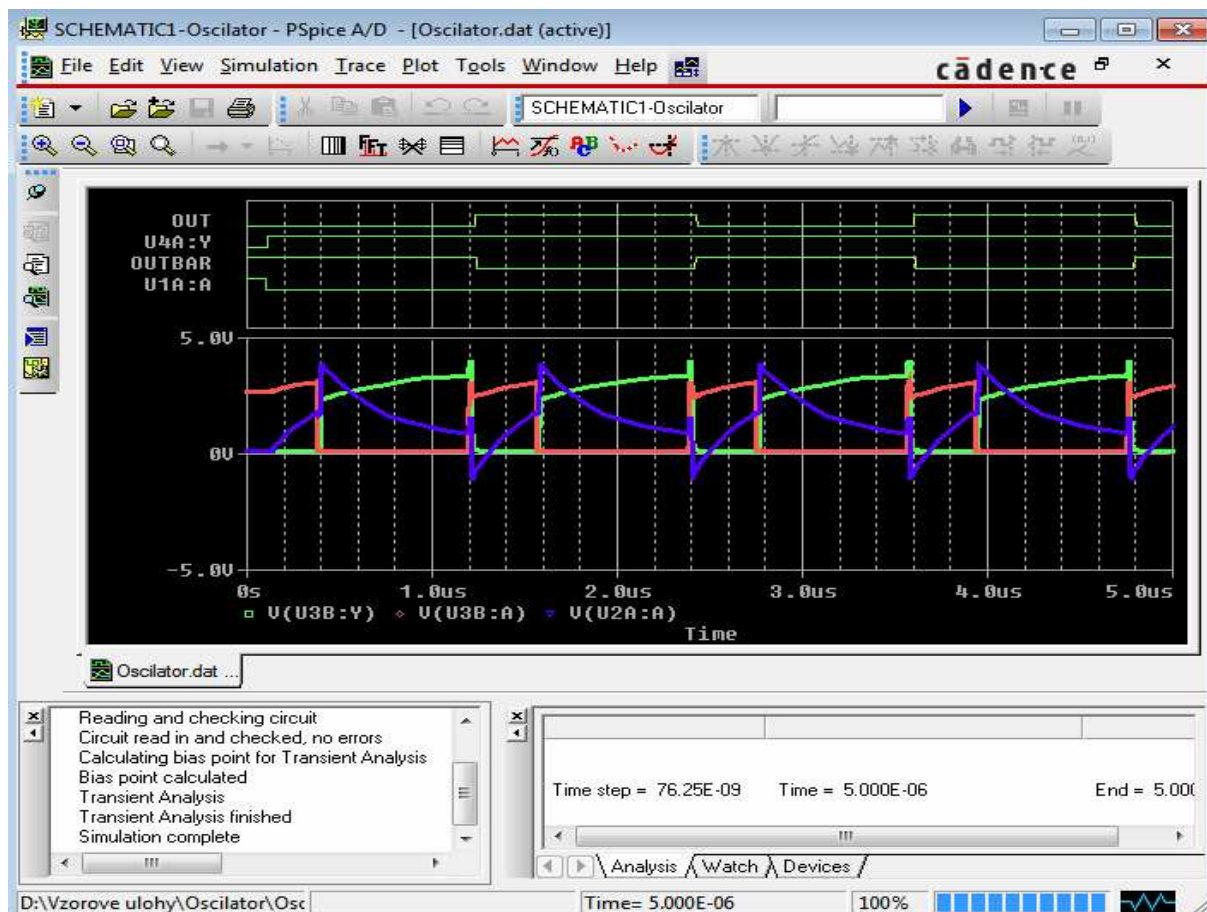 SCHEMATIC1-Oscilator - PSpice A/D - [Oscilator.dat (active)]
File Edit View Simulation Trace Plot Tools Window Help
cādence
SCHEMATIC1-Oscilator
OUT
U4A:Y
OUTBAR
U1A:A
5.0V
0V
-5.0V
0s 1.0us 2.0us 3.0us 4.0us 5.0us
V(U3B:Y) V(U3B:A) V(U2A:A)
Time
Oscilator.dat ...
Reading and checking circuit
Circuit read in and checked, no errors
Calculating bias point for Transient Analysis
Bias point calculated
Transient Analysis
Transient Analysis finished
Simulation complete
Time step = 76.25E-09 Time = 5.000E-06 End = 5.000
Analysis Watch Devices
D:\Vzorove ulohy\Oscilator\Osc Time= 5.000E-06 100%